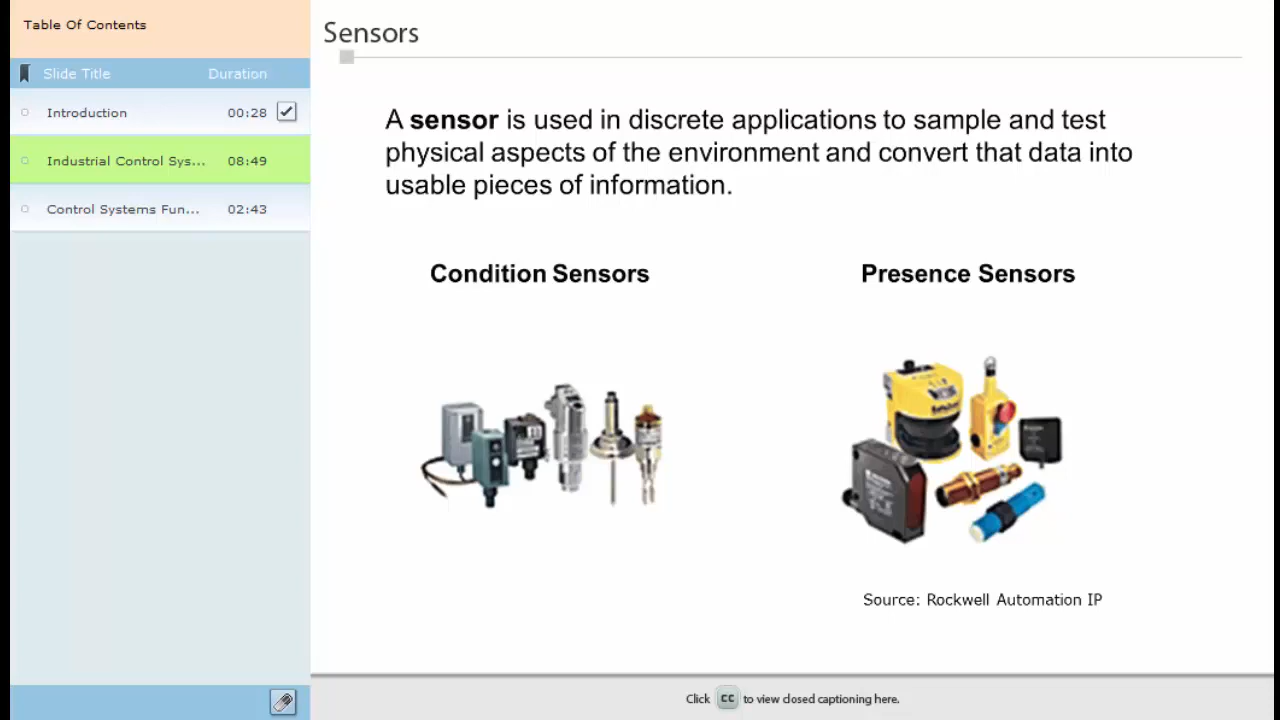 Table Of Contents
Slide Title Duration
Introduction 00:28
Industrial Control Sys... 08:49
Control Systems Fun... 02:43
Sensors
A sensor is used in discrete applications to sample and test
physical aspects of the environment and convert that data into
usable pieces of information.
Condition Sensors
Presence Sensors
Source: Rockwell Automation IP
Click CC to view closed captioning here.